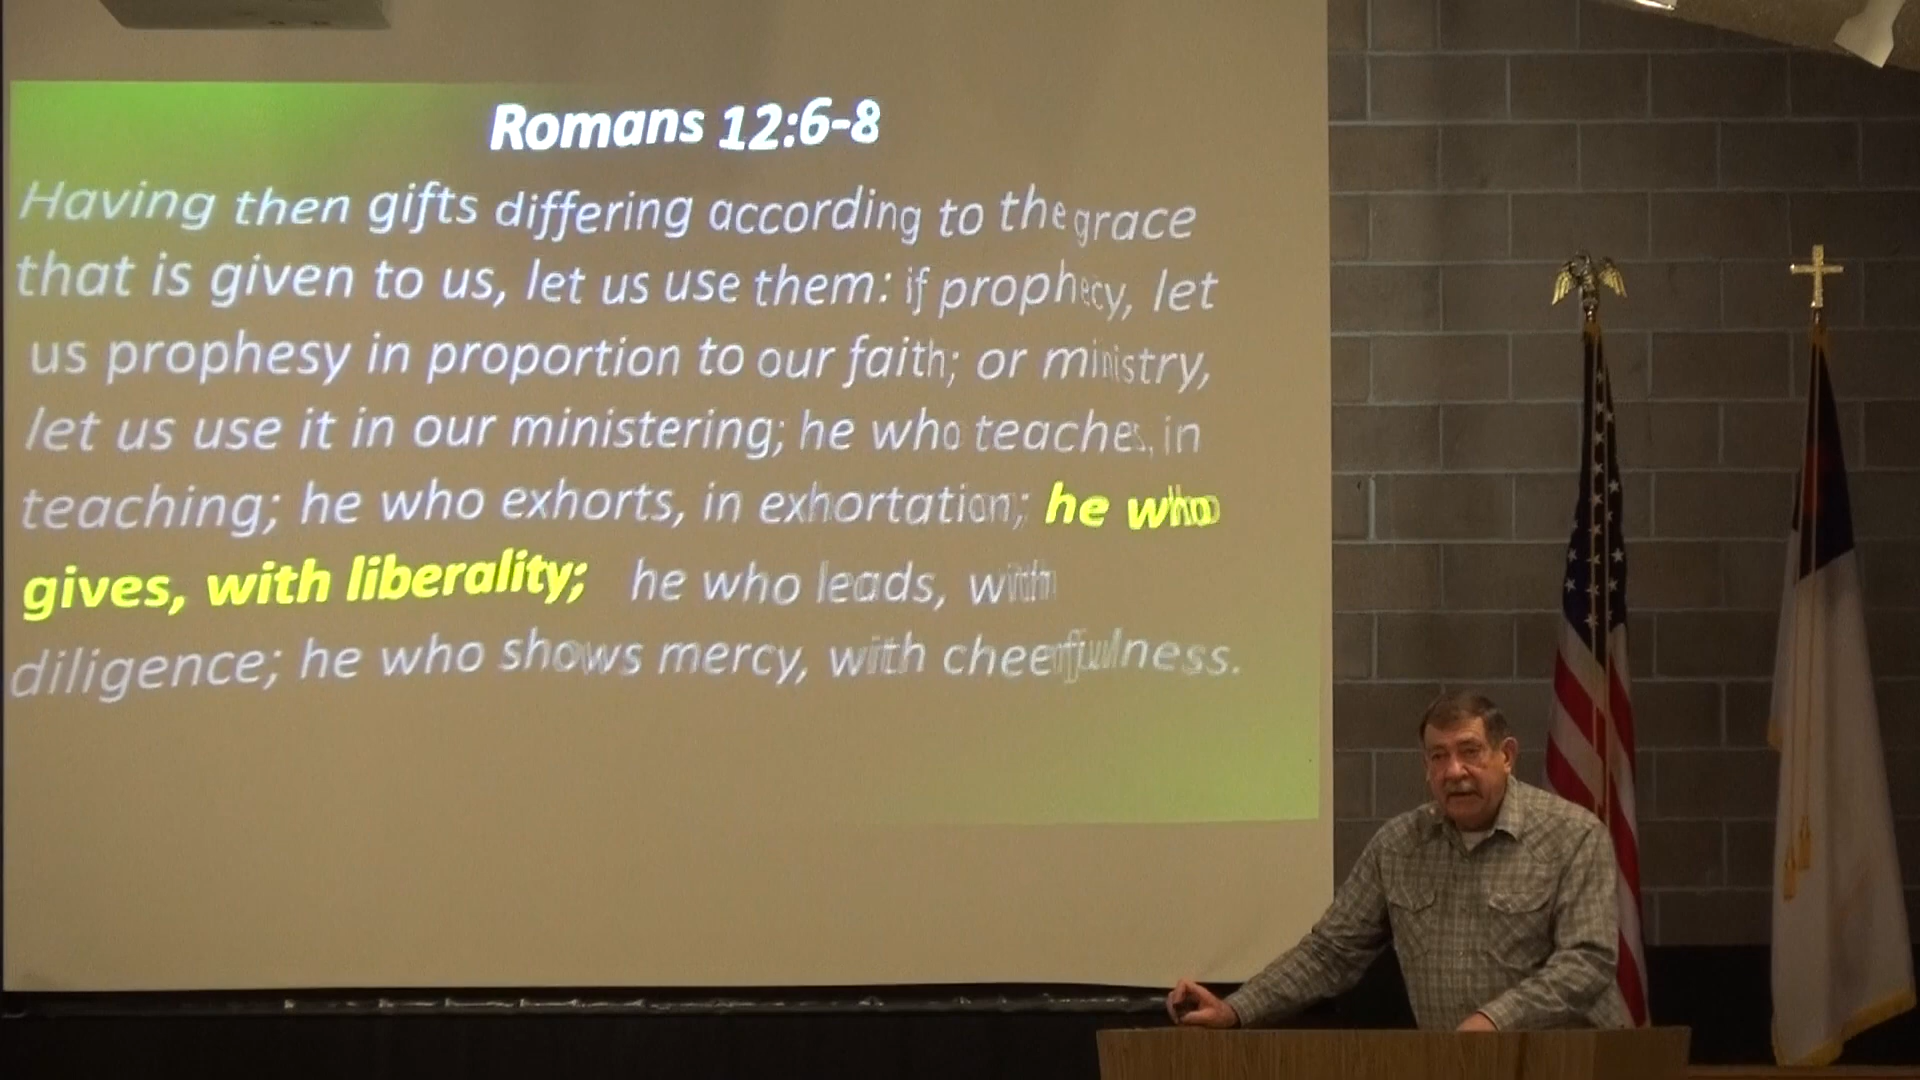 Romans 12:6-8
Having then gifts differing according to the grace
that is given to us, let us use them: if prophecy, let
us prophesy in proportion to our faith; or ministry,
let us use it in our ministering; he who teaches, in
teaching; he who exhorts, in exhortation; he who
gives, with liberality; he who leads, with
diligence; he who shows mercy, with cheerfulness.